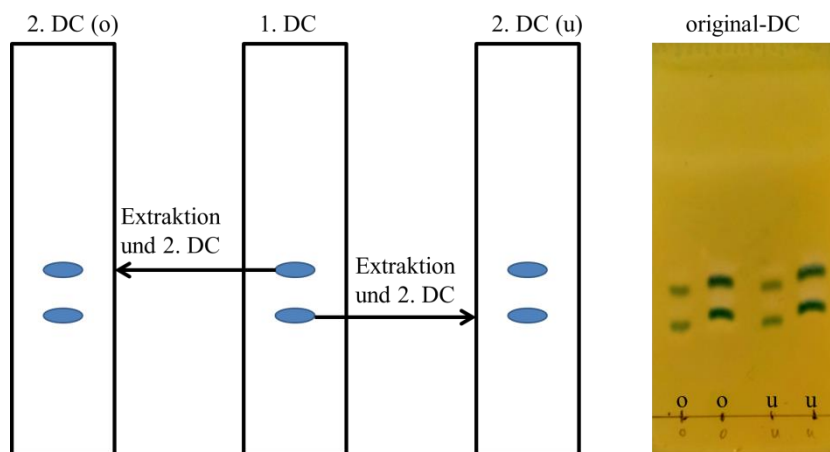 2. DC (o)
1. DC
2. DC (u)
original-DC
Extraktion
und 2. DC
Extraktion
und 2. DC
o o u u
o o u u